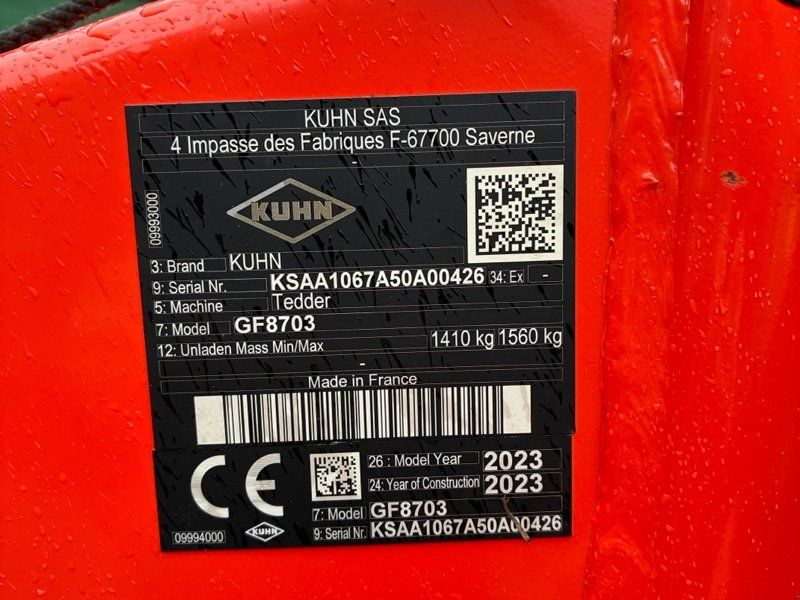 KUHN SAS
4 Impasse des Fabriques F-67700 Saverne
-
09993000
KUHN
3: Brand KUHN
9: Serial Nr. KSAA1067A50A00426 34: Ex -
5: Machine Tedder
7: Model GF8703
12: Unladen Mass Min/Max 1410 kg 1560 kg
-
Made in France
CE
26 : Model Year 2023
24: Year of Construction 2023
7: Model GF8703
9: Serial Nr KSAA1067A50A00426
09994000 KUHN